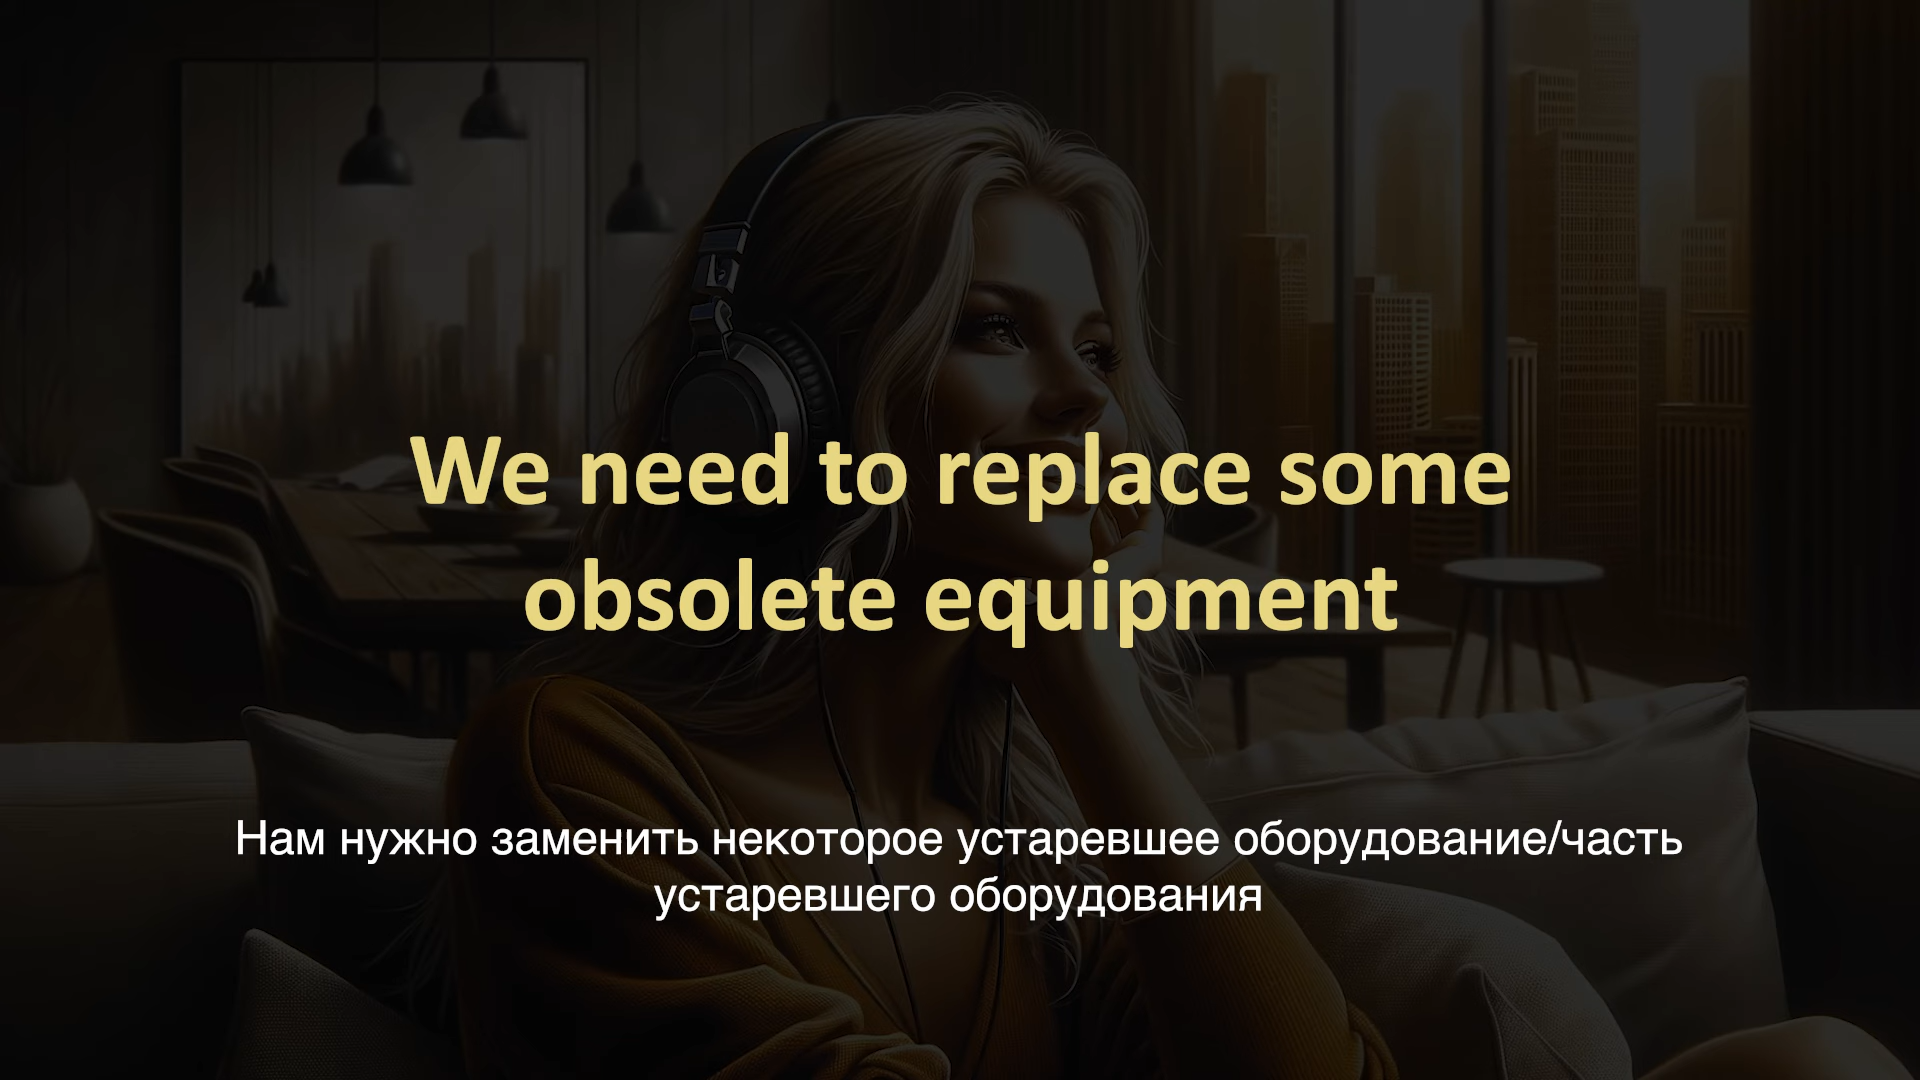 We need to replace some
obsolete equipment
Нам нужно заменить некоторое устаревшее оборудование/часть
устаревшего оборудования